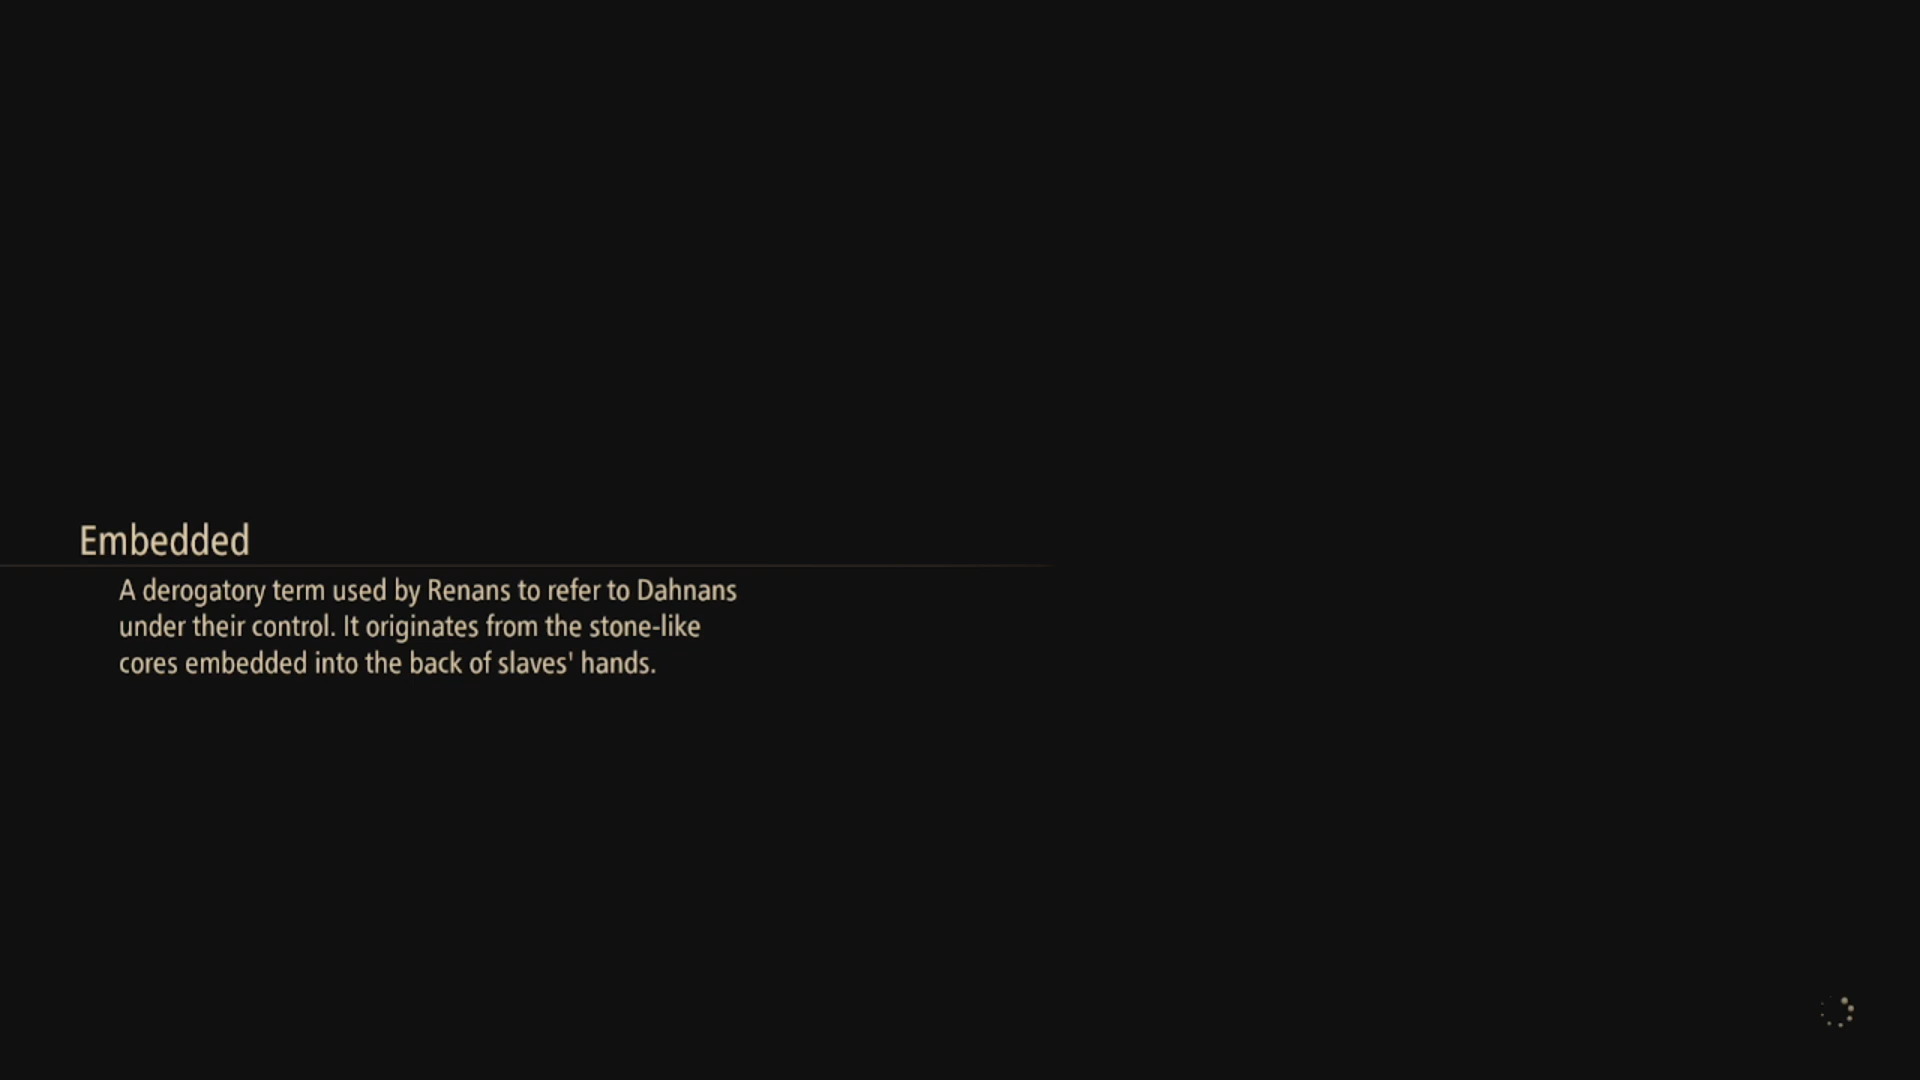 Embedded
A derogatory term used by Renans to refer to Dahnans
under their control. It originates from the stone-like
cores embedded into the back of slaves' hands.